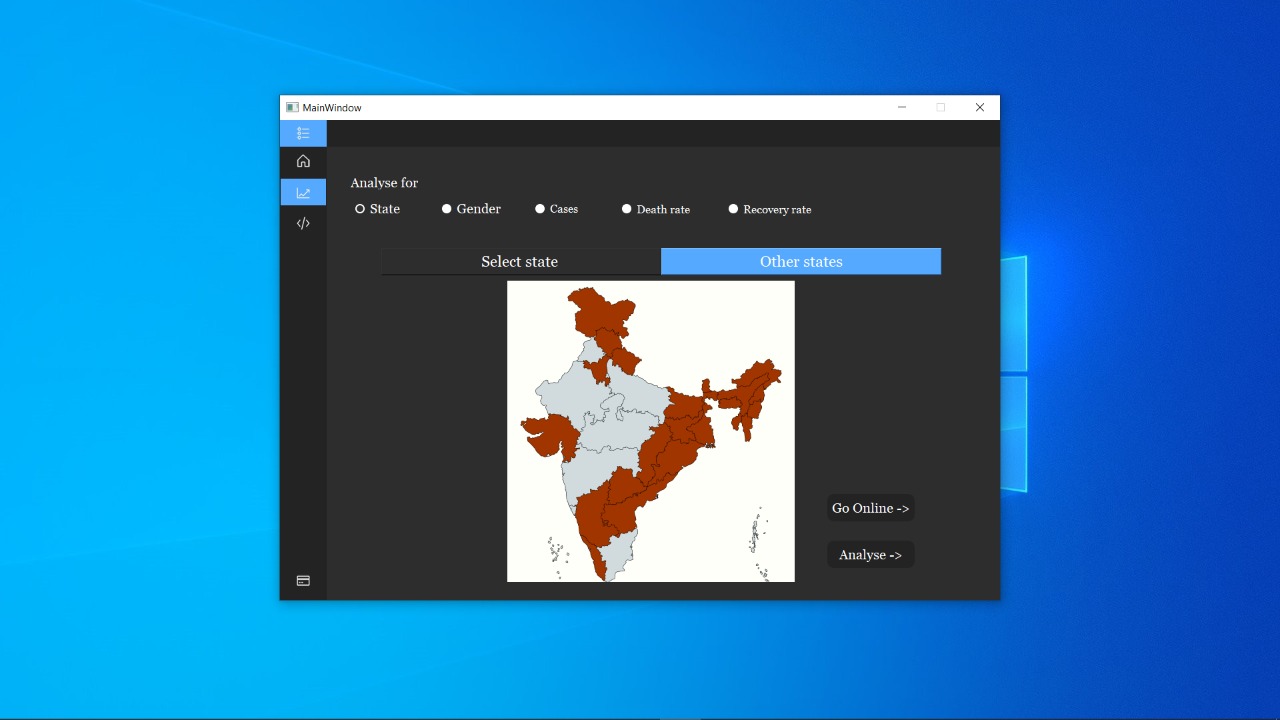 MainWindow
Analyse for
State Gender Cases Death rate Recovery rate
Select state Other states
Go Online ->
Analyse ->